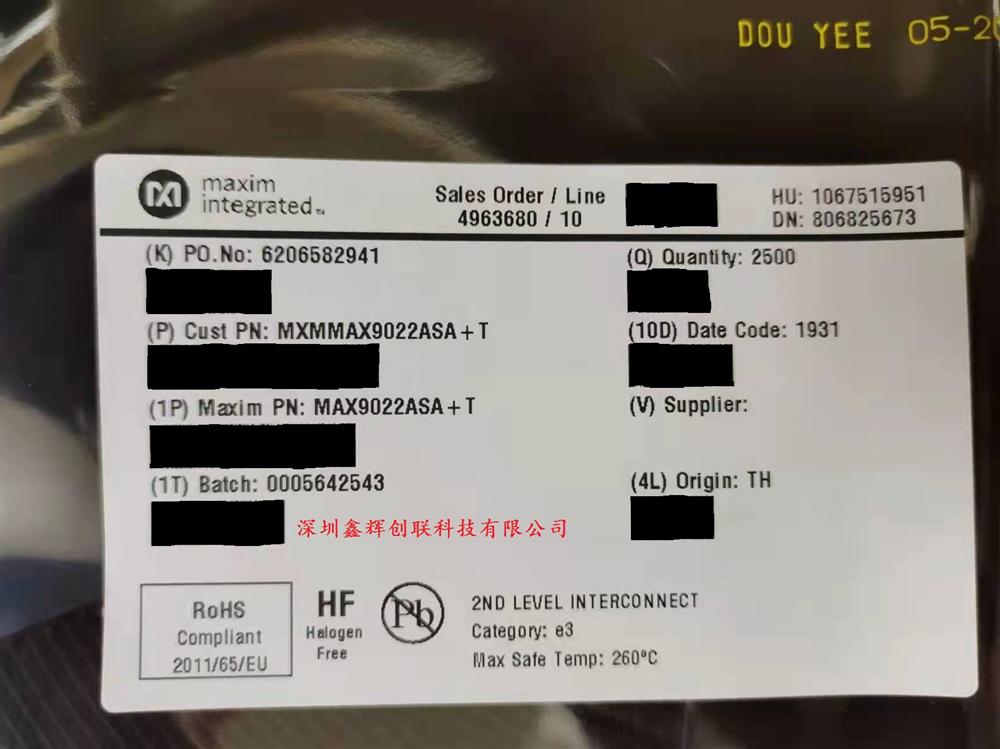 DOU YEE 05-20
maxim
integrated™
Sales Order / Line
4963680 / 10
HU: 1067515951
DN: 806825673
(K) PO.No: 6206582941
(Q) Quantity: 2500
(P) Cust PN: MXMMAX9022ASA+T
(10D) Date Code: 1931
(1P) Maxim PN: MAX9022ASA+T
(V) Supplier:
(1T) Batch: 0005642543
(4L) Origin: TH
深圳鑫辉创联科技有限公司
RoHS
Compliant
2011/65/EU
HF
Halogen
Free
Pb
2ND LEVEL INTERCONNECT
Category: e3
Max Safe Temp: 260ºC